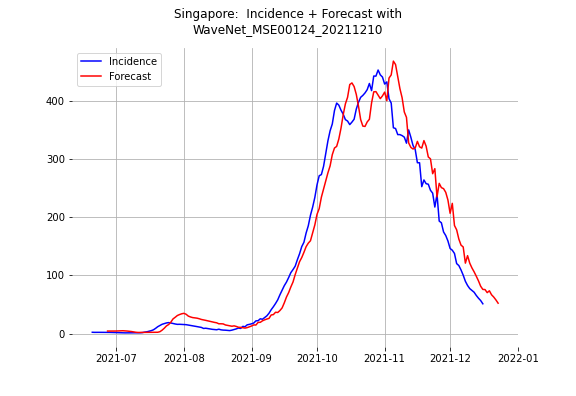 Singapore:  Incidence + Forecast with
WaveNet_MSE00124_20211210
Incidence
Forecast
400
300
200
100
0
2021-07 2021-08 2021-09 2021-10 2021-11 2021-12 2022-01